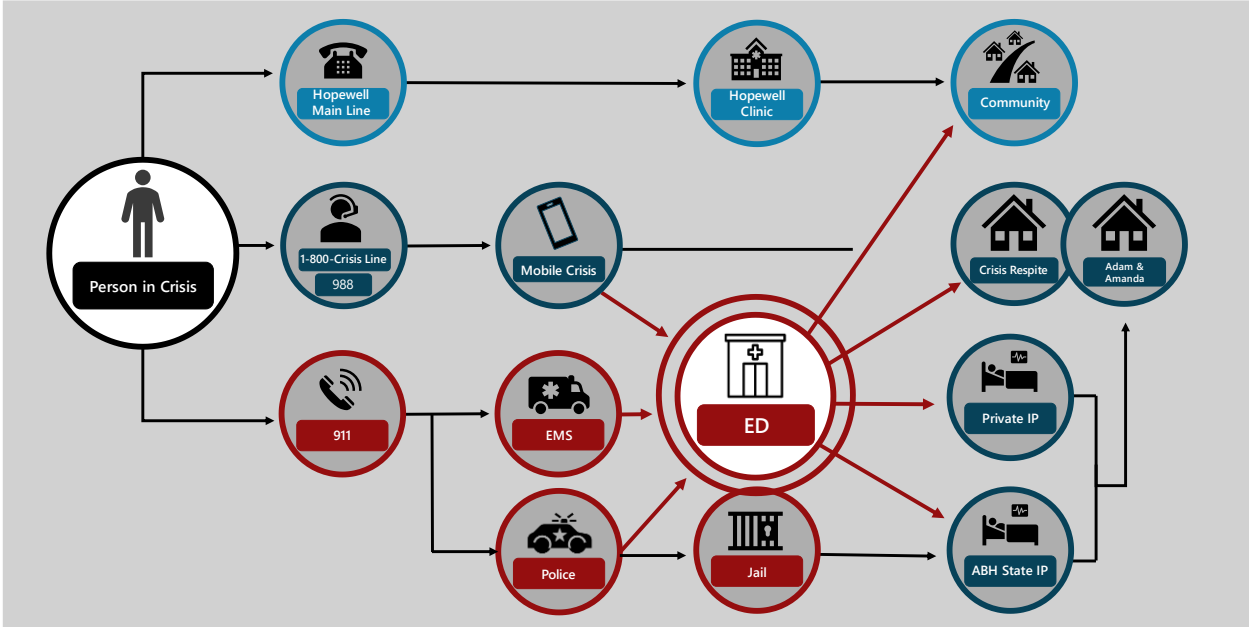 Hopewell
Main Line
Hopewell
Clinic
Community
Person in Crisis
1-800-Crisis Line
988
Mobile Crisis
Crisis Respite
Adam &
Amanda
911
EMS
ED
Private IP
Police
Jail
ABH State IP